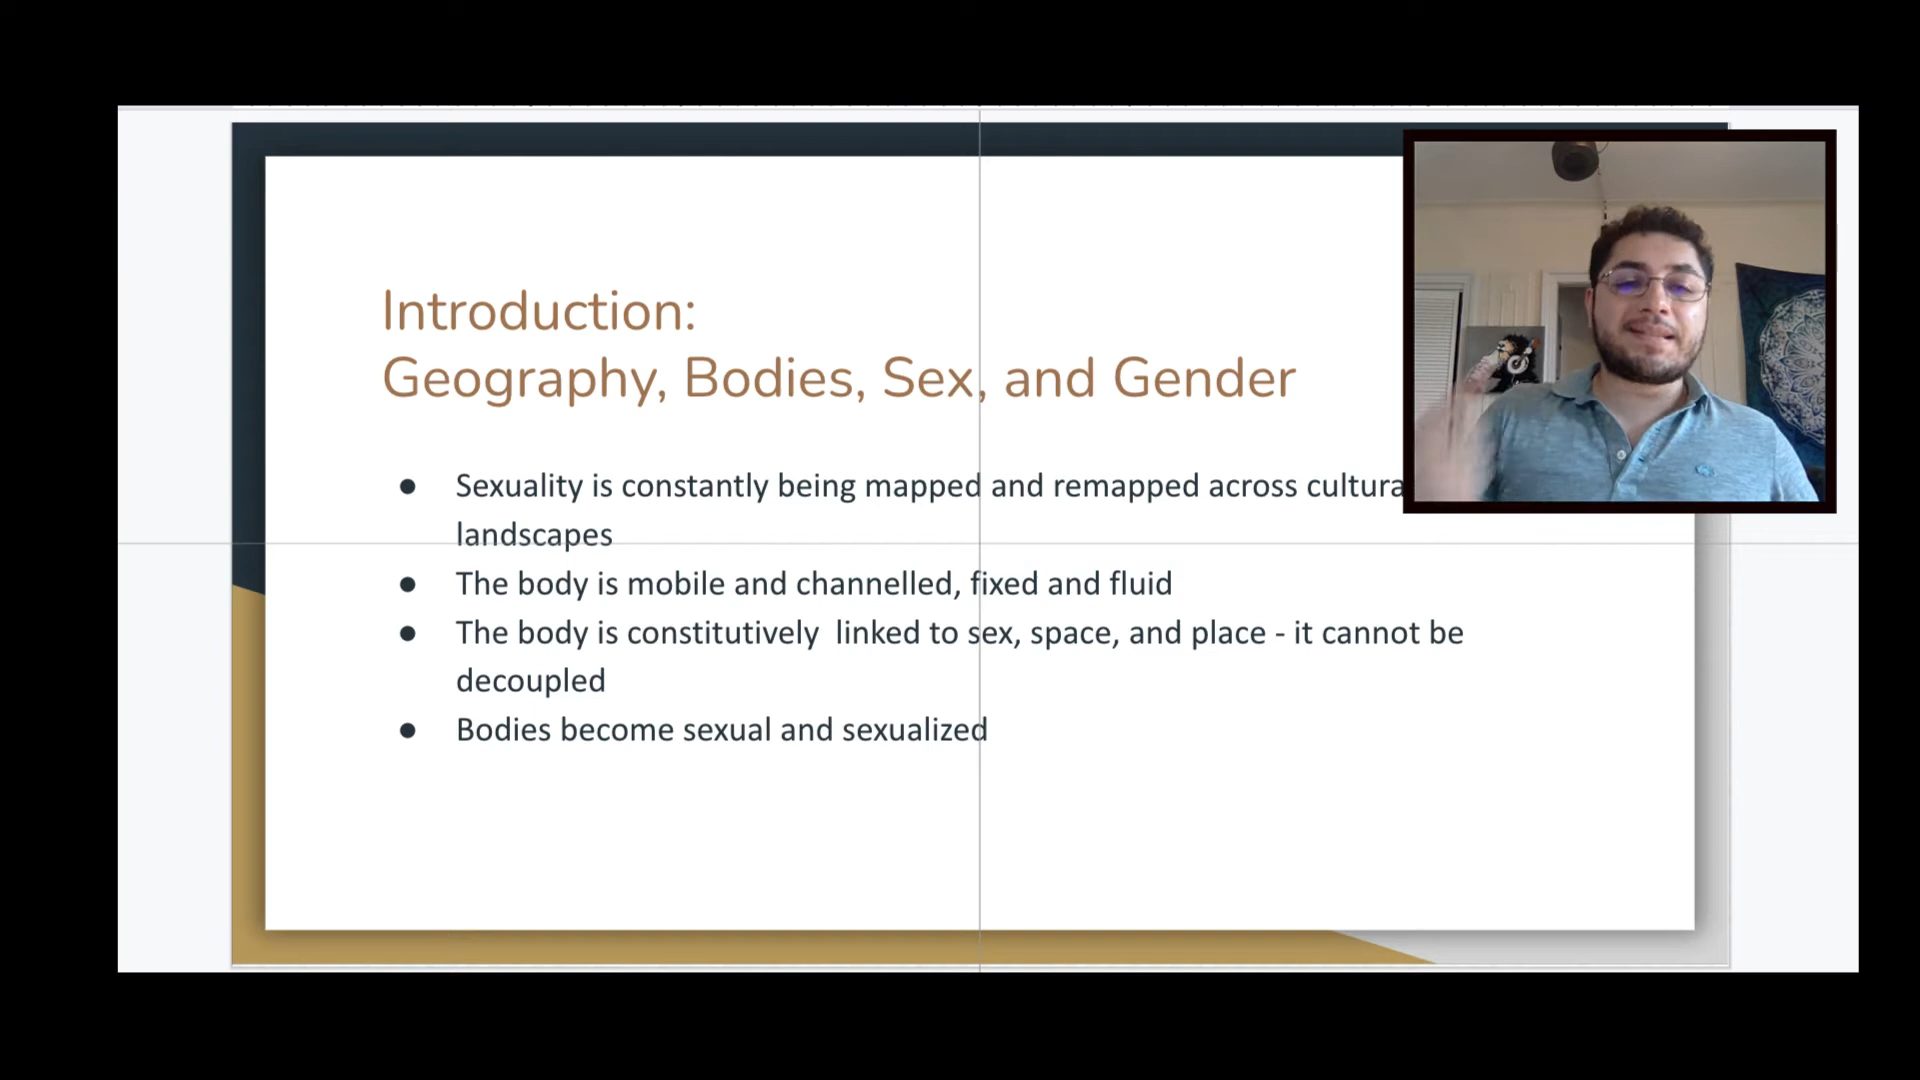 Introduction:
Geography, Bodies, Sex, and Gender
● Sexuality is constantly being mapped and remapped across cultura
landscapes
● The body is mobile and channelled, fixed and fluid
● The body is constitutively  linked to sex, space, and place - it cannot be
decoupled
● Bodies become sexual and sexualized